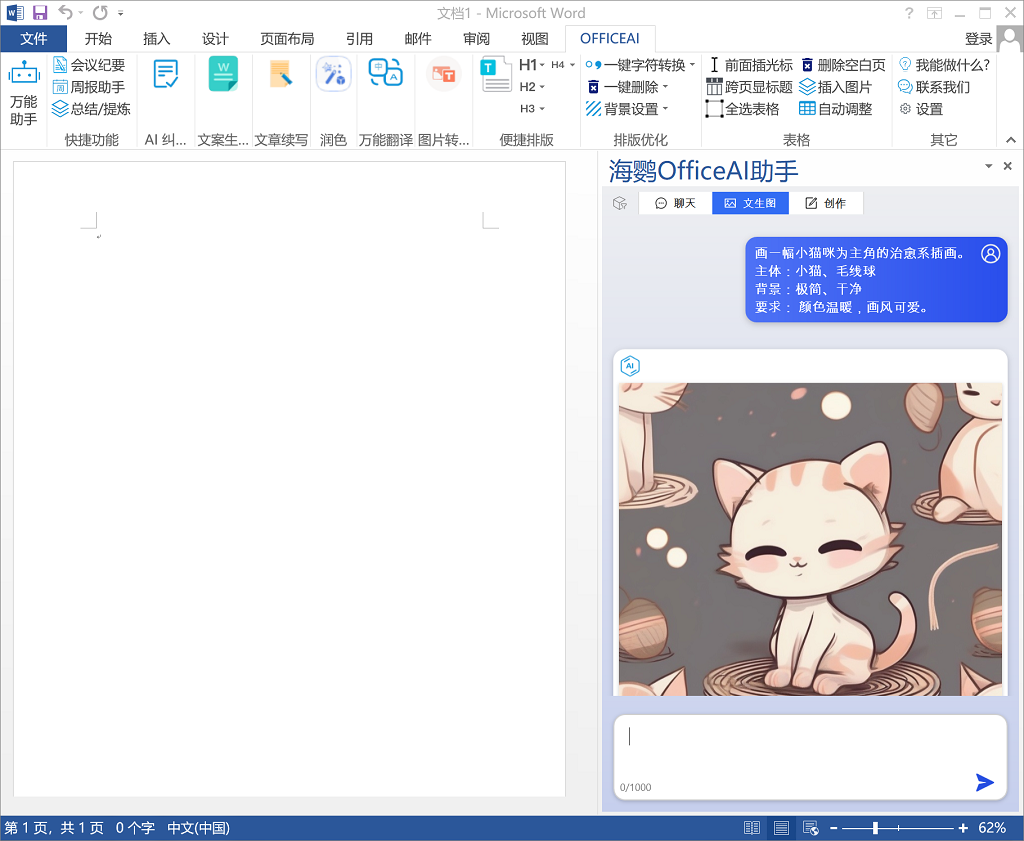 文档1 - Microsoft Word
文件 开始 插入 设计 页面布局 引用 邮件 审阅 视图 OFFICEAI 登录
万能助手
会议纪要
周报助手
总结/提炼
快捷功能
AI 纠...
W
文案生...
文章续写
润色
中 A
万能翻译
T
图片转...
T
H1 H4
H2
H3
便捷排版
一键字符转换
一键删除
背景设置
排版优化
前面插光标 删除空白页
跨页显标题 插入图片
全选表格 自动调整
表格
我能做什么?
联系我们
设置
其它
海鹦OfficeAI助手
聊天 文生图 创作
画一幅小猫咪为主角的治愈系插画。
主体：小猫、毛线球
背景：极简、干净
要求： 颜色温暖，画风可爱。
AI
0/1000
第 1 页，共 1 页 0 个字 中文(中国) 62%